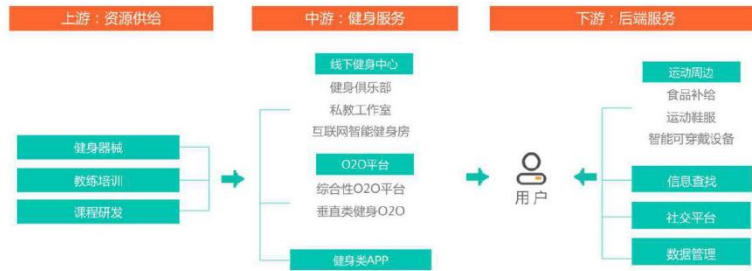 上游：资源供给
健身器械
教练培训
课程研发
中游：健身服务
线下健身中心
健身俱乐部
私教工作室
互联网智能健身房
O2O平台
综合性O2O平台
垂直类健身O2O
健身类APP
用户
下游：后端服务
运动周边
食品补给
运动鞋服
智能可穿戴设备
信息查找
社交平台
数据管理